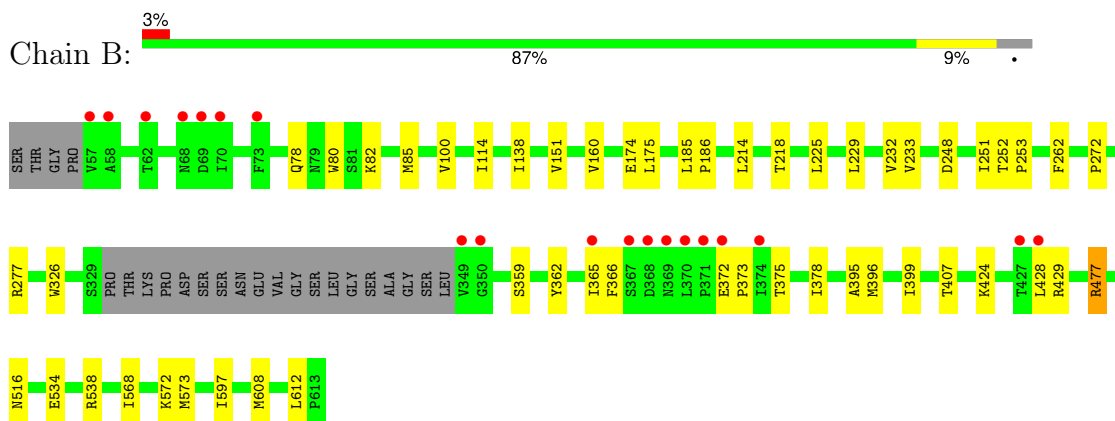 3%
Chain B:
87% 9% •
SER THR GLY PRO V57 A58 T62 N68 D69 I70 F73 Q78 N79 W80 S81 K82 M85 V100 I114 I138 V151 V160 E174 L175 L185 P186 L214 T218 L225 L229 V232 V233 D248 I251 T252 P253 F262 P272
R277 W326 S329 PRO THR LYS PRO ASP SER SER ASN GLU VAL GLY SER LEU GLY SER ALA GLY SER LEU V349 G350 S359 Y362 I365 F366 S367 D368 N369 L370 P371 E372 P373 I374 T375 I378 A395 M396 I399 T407 K424 T427 L428 R429 R477
N516 E534 R538 I568 K572 M573 I597 M608 L612 P613